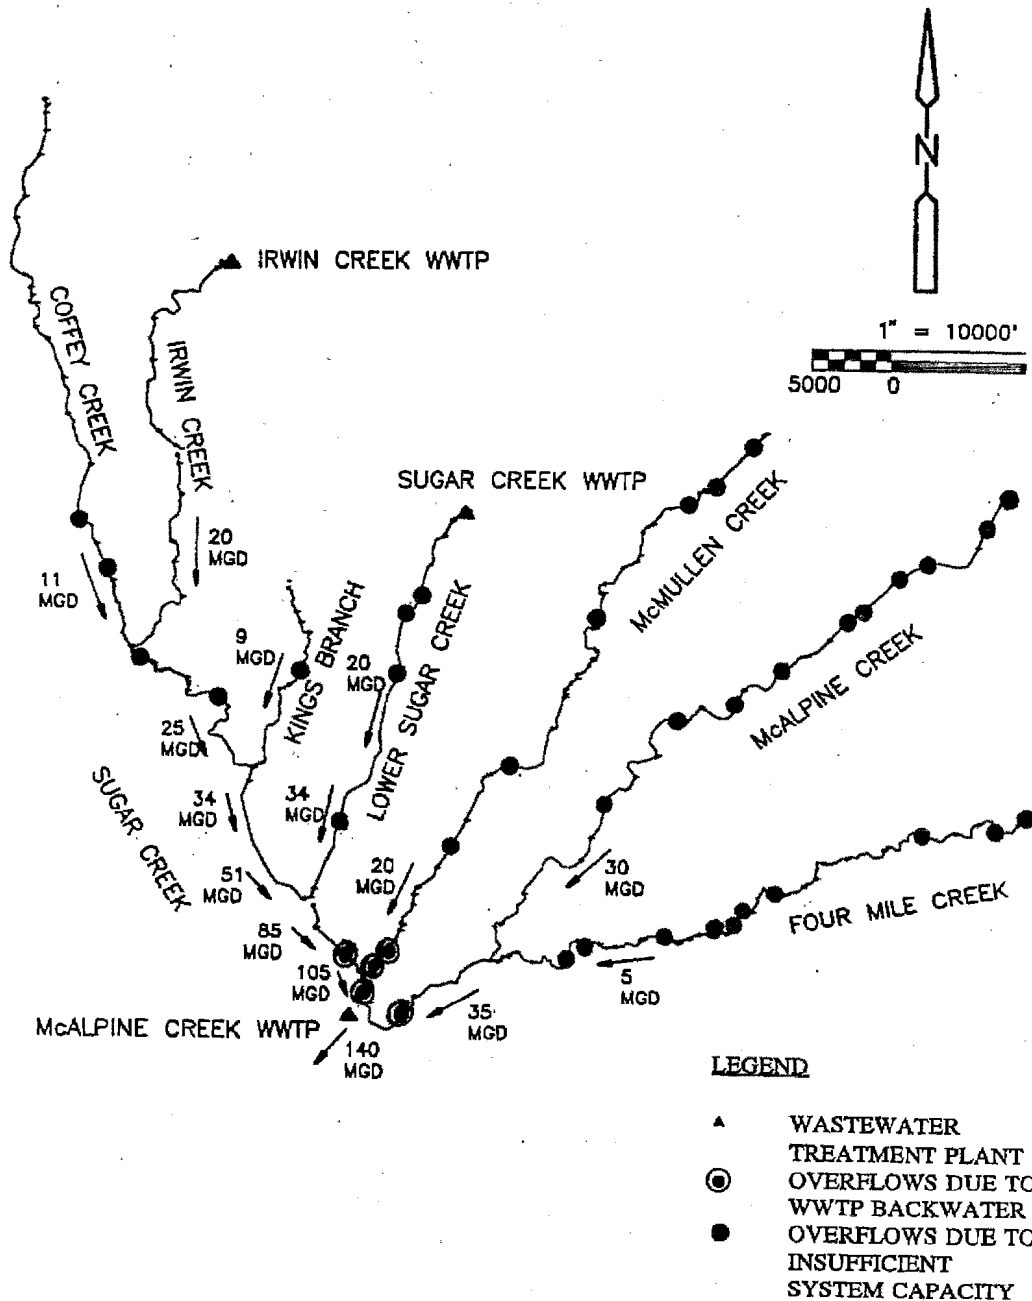 N
1" = 10000'
5000 0
IRWIN CREEK WWTP
COFFEY CREEK
IRWIN CREEK
SUGAR CREEK WWTP
McMULLEN CREEK
20
MGD
11
MGD
9
MGD
KINGS BRANCH
20
MGD
LOWER SUGAR CREEK
McALPINE CREEK
25
MGD
SUGAR CREEK
34
MGD
34
MGD
51
MGD
20
MGD
30
MGD
FOUR MILE CREEK
85
MGD
105
MGD
5
MGD
McALPINE CREEK WWTP
35
MGD
140
MGD
LEGEND
WASTEWATER
TREATMENT PLANT
OVERFLOWS DUE TO
WWTP BACKWATER
OVERFLOWS DUE TO
INSUFFICIENT
SYSTEM CAPACITY